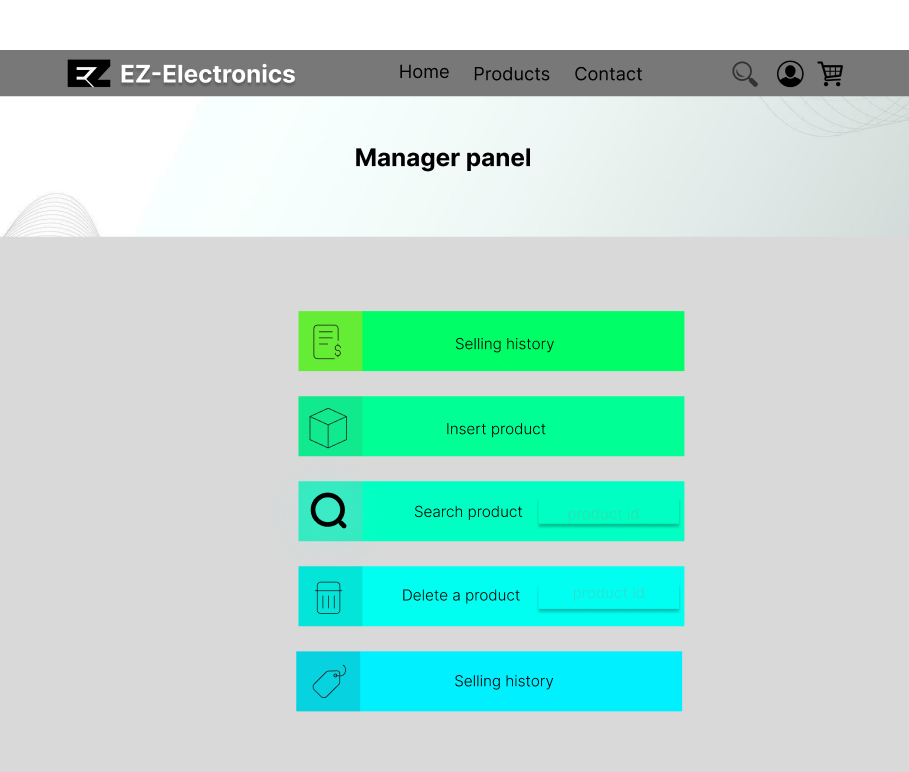 EZ EZ-Electronics Home Products Contact
Manager panel
Selling history
Insert product
Search product product id
Delete a product product id
Selling history